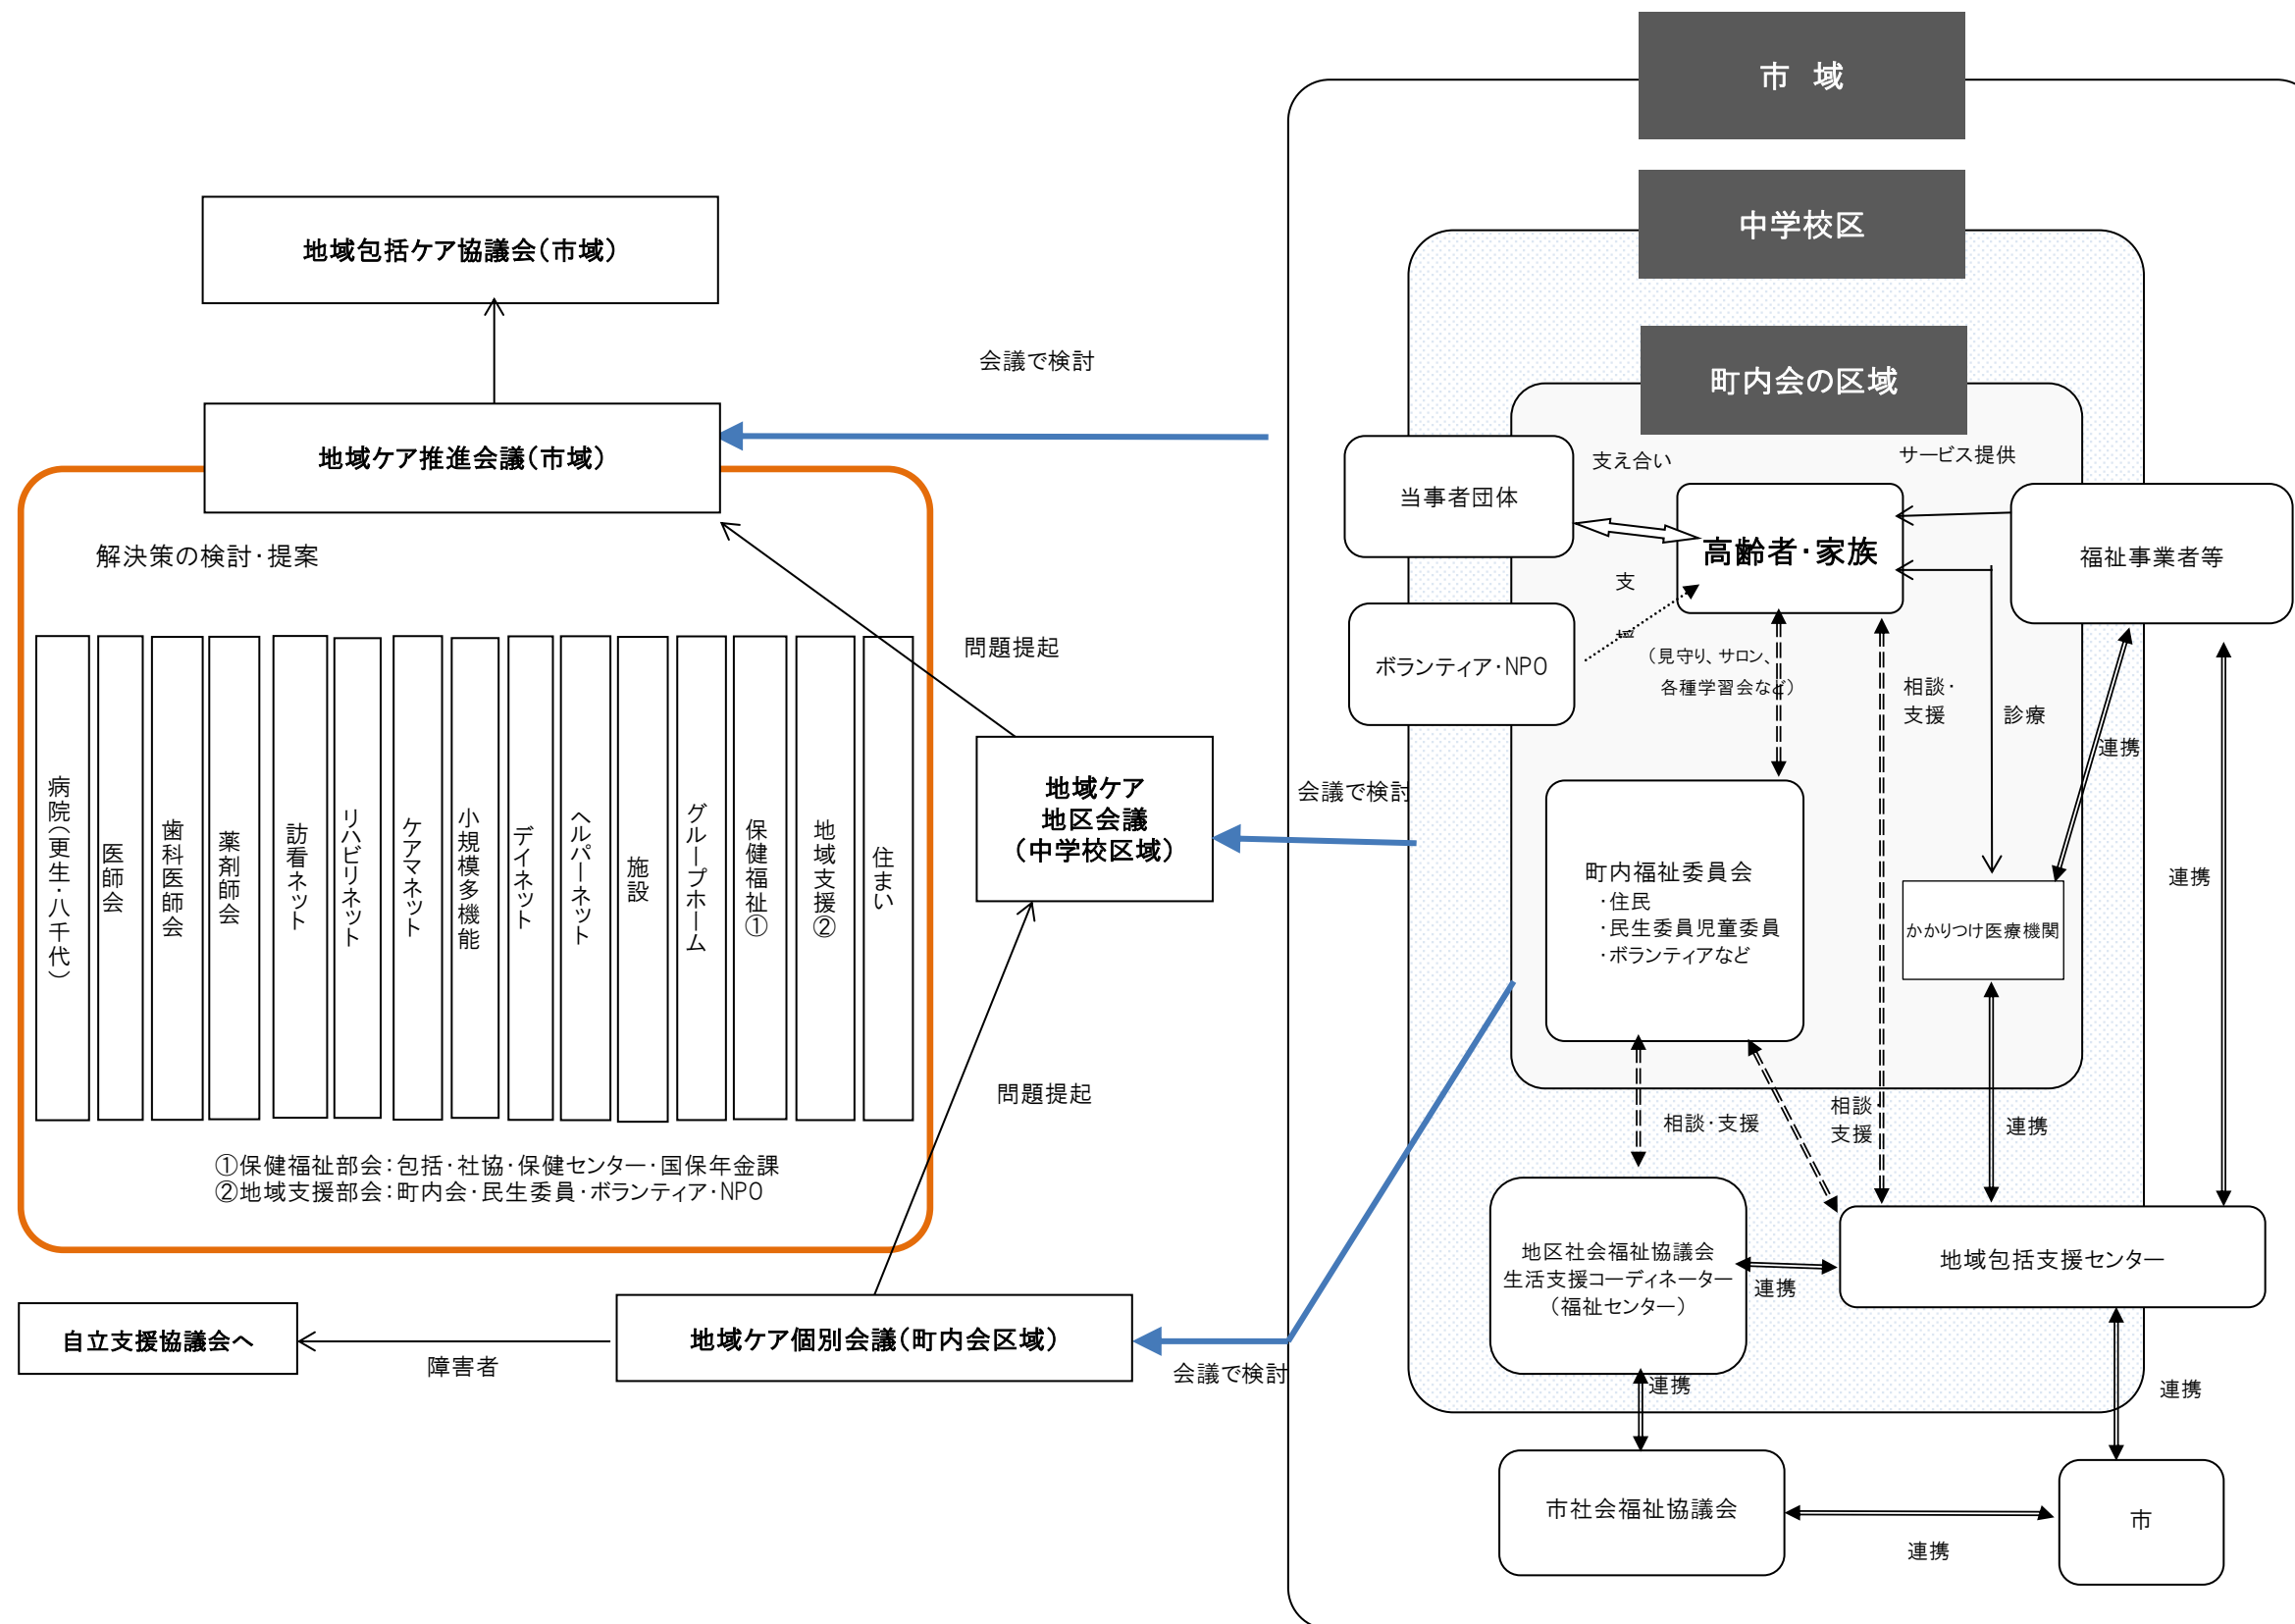 市　域
中学校区
町内会の区域
地域包括ケア協議会（市域）
会議で検討
地域ケア推進会議（市域）
解決策の検討・提案
問題提起
病院（更生・八千代）
医師会
歯科医師会
薬剤師会
訪看ネット
リハビリネット
ケアマネット
小規模多機能
デイネット
ヘルパーネット
施設
グループホーム
保健福祉①
地域支援②
住まい
①保健福祉部会：包括・社協・保健センター・国保年金課
②地域支援部会：町内会・民生委員・ボランティア・NPO
地域ケア
地区会議
（中学校区域）
会議で検討
問題提起
自立支援協議会へ
障害者
地域ケア個別会議（町内会区域）
会議で検討
当事者団体
支え合い
サービス提供
高齢者・家族
福祉事業者等
支
ボランティア・NPO
（見守り、サロン、
各種学習会など）
相談・
支援
診療
連携
連携
町内福祉委員会
・住民
・民生委員児童委員
・ボランティアなど
かかりつけ医療機関
相談・支援
相談・
支援
連携
地区社会福祉協議会
生活支援コーディネーター
（福祉センター）
連携
地域包括支援センター
連携
連携
市社会福祉協議会
連携
市